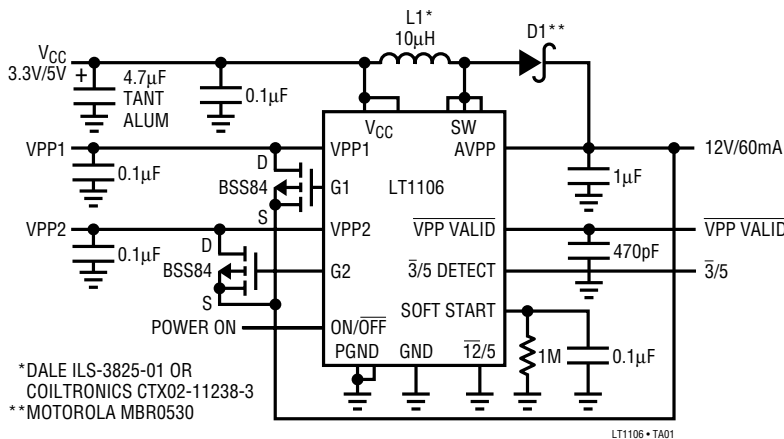 L1*
10μH
D1**
VCC
3.3V/5V
+
4.7μF
TANT
ALUM
0.1μF
VCC
SW
VPP1
VPP1
AVPP
12V/60mA
0.1μF
D
BSS84
G1
LT1106
1μF
S
VPP2
VPP2
VPP VALID
VPP VALID
0.1μF
D
470pF
BSS84
G2
3/5 DETECT
3/5
S
SOFT START
POWER ON
ON/OFF
1M
0.1μF
PGND
GND
12/5
*DALE ILS-3825-01 OR
COILTRONICS CTX02-11238-3
**MOTOROLA MBR0530
LT1106 • TA01